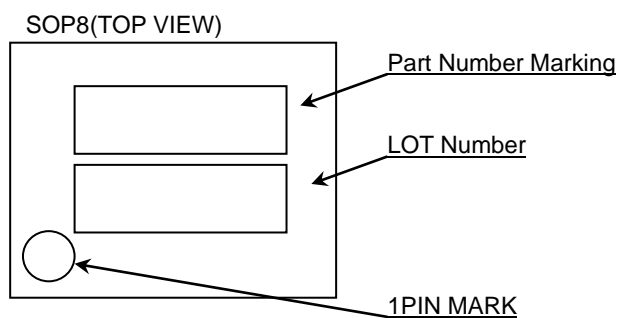 SOP8(TOP VIEW)
Part Number Marking
LOT Number
1PIN MARK